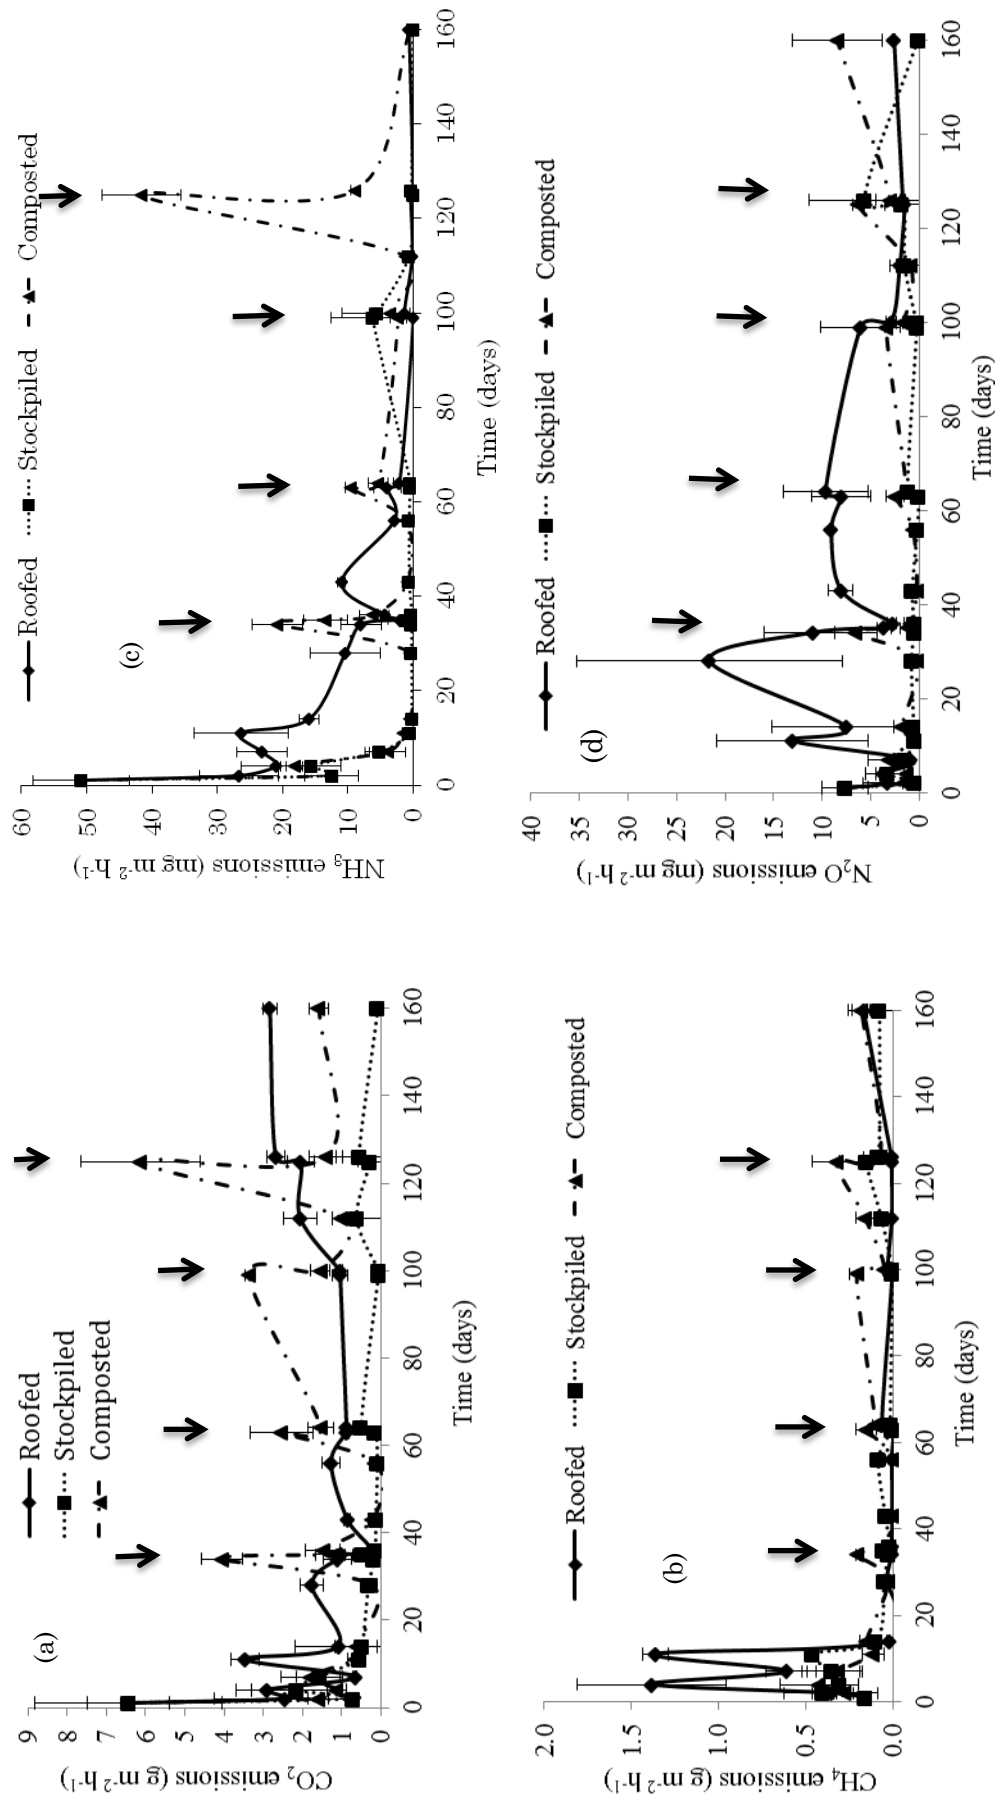 (a)
Roofed
Stockpiled
Composted
9
8
7
6
5
4
3
2
1
0
CO2 emissions (g m-2 h-1)
0 20 40 60 80 100 120 140 160
Time (days)
(b)
Roofed Stockpiled Composted
2.0
1.5
1.0
0.5
0.0
CH4 emissions (g m-2 h-1)
0 20 40 60 80 100 120 140 160
Time (days)
Roofed Stockpiled Composted
(c)
60
50
40
30
20
10
0
NH3 emissions (mg m-2 h-1)
0 20 40 60 80 100 120 140 160
Time (days)
Roofed Stockpiled Composted
(d)
40
35
30
25
20
15
10
5
0
N2O emissions (mg m-2 h-1)
0 20 40 60 80 100 120 140 160
Time (days)